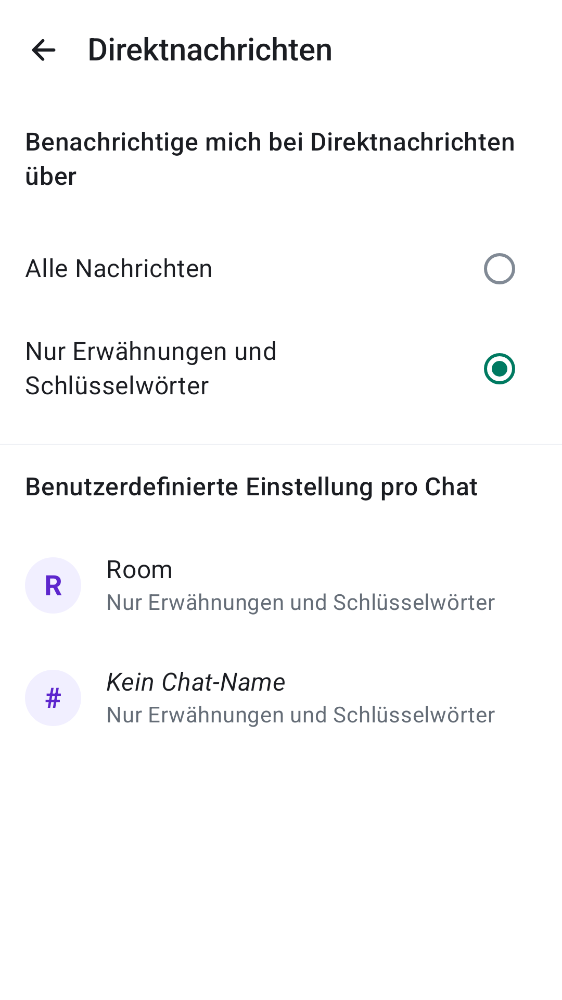 Direktnachrichten
Benachrichtige mich bei Direktnachrichten
über
Alle Nachrichten
Nur Erwähnungen und
Schlüsselwörter
Benutzerdefinierte Einstellung pro Chat
R
Room
Nur Erwähnungen und Schlüsselwörter
#
Kein Chat-Name
Nur Erwähnungen und Schlüsselwörter